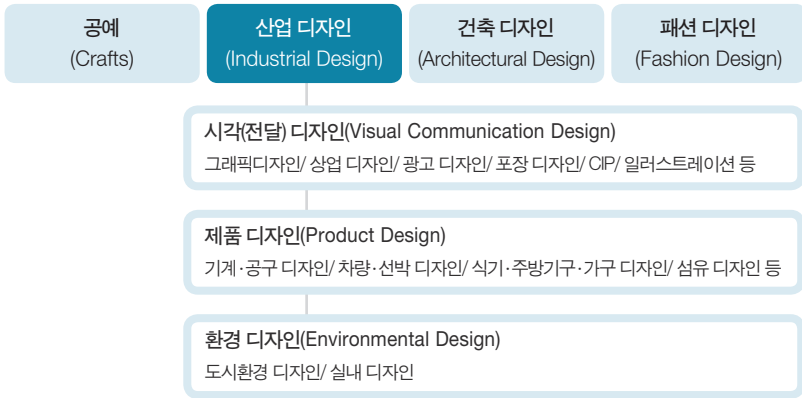 공예
(Crafts)
산업 디자인
(Industrial Design)
건축 디자인
(Architectural Design)
패션 디자인
(Fashion Design)
시각(전달) 디자인(Visual Communication Design)
그래픽디자인/ 상업 디자인/ 광고 디자인/ 포장 디자인/ CIP/ 일러스트레이션 등
제품 디자인(Product Design)
기계·공구 디자인/ 차량·선박 디자인/ 식기·주방기구·가구 디자인/ 섬유 디자인 등
환경 디자인(Environmental Design)
도시환경 디자인/ 실내 디자인